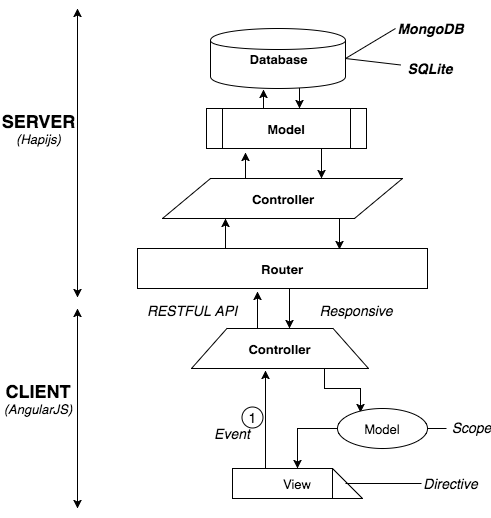 MongoDB
Database
SQLite
SERVER
(Hapijs)
Model
Controller
Router
RESTFUL API
Responsive
Controller
CLIENT
(AngularJS)
1
Event
Model
Scope
View
Directive